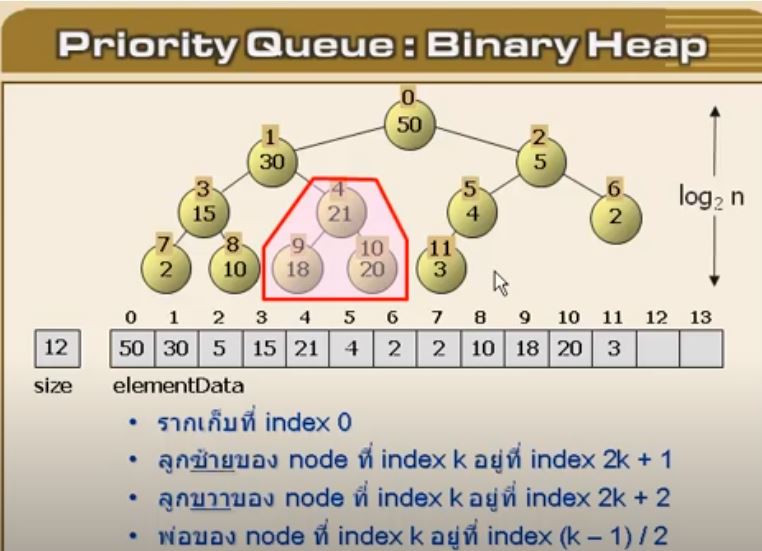 Priority Queue : Binary Heap
0
50
1
30
2
5
3
15
4
21
5
4
6
2
log2 n
7
2
8
10
9
18
10
20
11
3
0 1 2 3 4 5 6 7 8 9 10 11 12 13
12 50 30 5 15 21 4 2 2 10 18 20 3
size elementData
• รากเก็บที่ index 0
• ลูกซ้ายของ node ที่ index k อยู่ที่ index 2k + 1
• ลูกขวาของ node ที่ index k อยู่ที่ index 2k + 2
• พ่อของ node ที่ index k อยู่ที่ index (k – 1) / 2